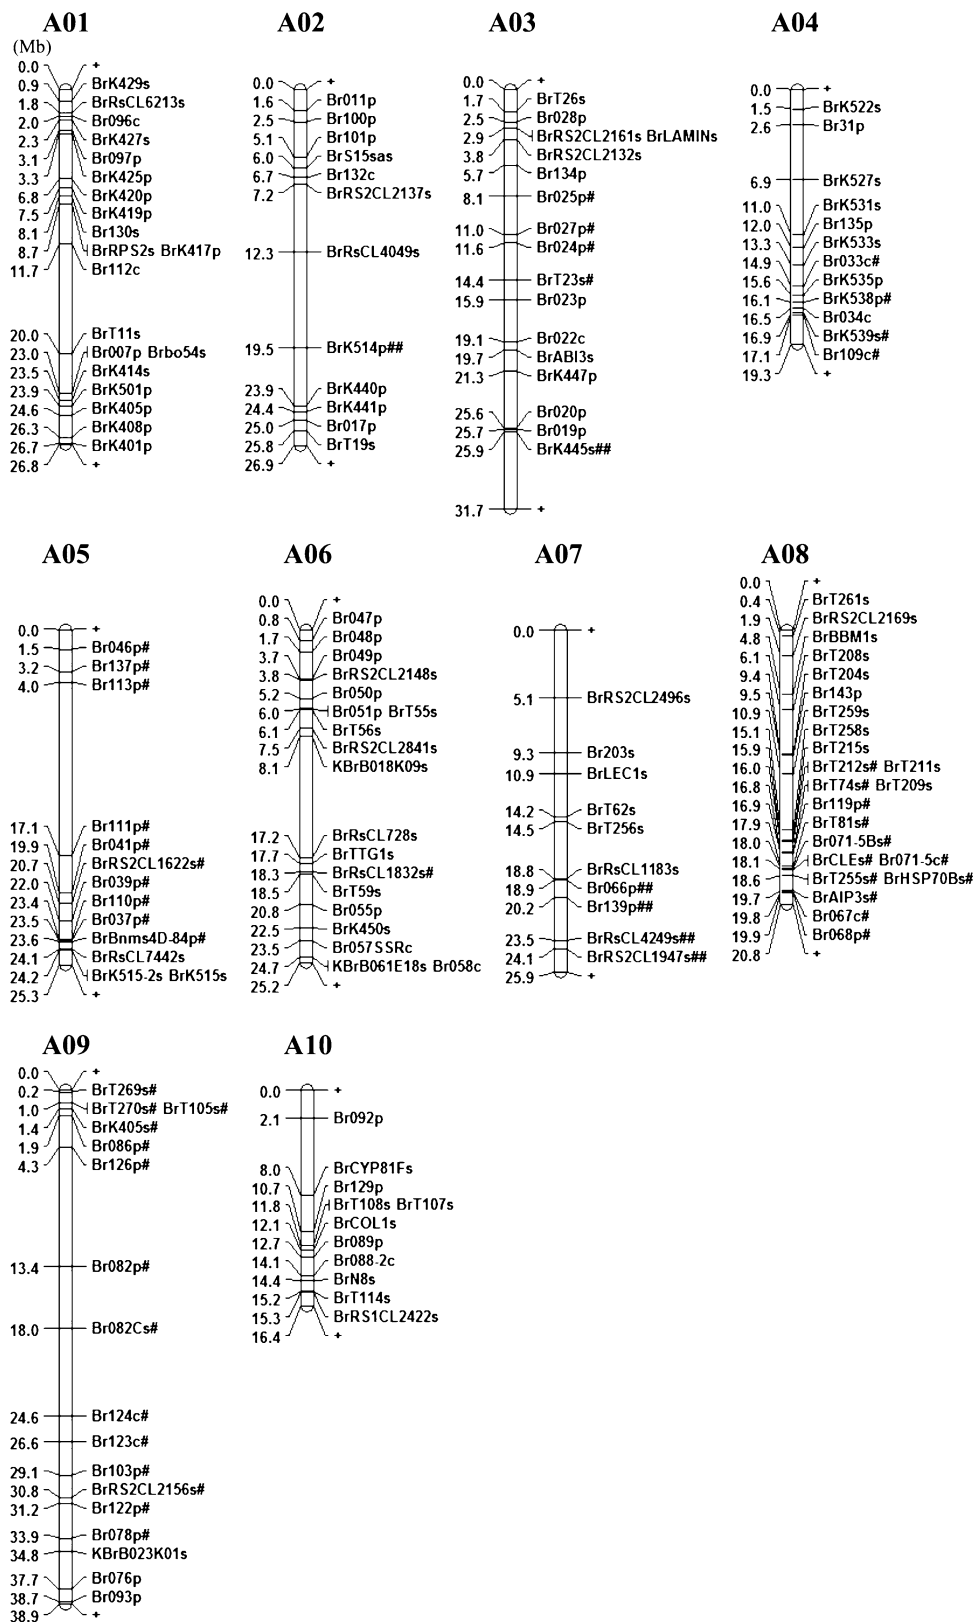 A01
(Mb)
0.0 +
0.9 BrK429s
1.8 BrRsCL6213s
2.0 Br096c
2.3 BrK427s
3.1 Br097p
3.3 BrK425p
6.8 BrK420p
7.5 BrK419p
8.1 Br130s
8.7 BrRPS2s BrK417p
11.7 Br112c
20.0 BrT11s
23.0 Br007p Brbo54s
23.5 BrK414s
23.9 BrK501p
24.6 BrK405p
26.3 BrK408p
26.7 BrK401p
26.8 +
A02
0.0 +
1.6 Br011p
2.5 Br100p
5.1 Br101p
6.0 BrS15sas
6.7 Br132c
7.2 BrRS2CL2137s
12.3 BrRsCL4049s
19.5 BrK514p##
23.9 BrK440p
24.4 BrK441p
25.0 Br017p
25.8 BrT19s
26.9 +
A03
0.0 +
1.7 BrT26s
2.5 Br028p
2.9 BrRS2CL2161s BrLAMINs
3.8 BrRS2CL2132s
5.7 Br134p
8.1 Br025p#
11.0 Br027p#
11.6 Br024p#
14.4 BrT23s#
15.9 Br023p
19.1 Br022c
19.7 BrABI3s
21.3 BrK447p
25.6 Br020p
25.7 Br019p
25.9 BrK445s##
31.7 +
A04
0.0 +
1.5 BrK522s
2.6 Br31p
6.9 BrK527s
11.0 BrK531s
12.0 Br135p
13.3 BrK533s
14.9 Br033c#
15.6 BrK535p
16.1 BrK538p#
16.5 Br034c
16.9 BrK539s#
17.1 Br109c#
19.3 +
A05
0.0 +
1.5 Br046p#
3.2 Br137p#
4.0 Br113p#
17.1 Br111p#
19.9 Br041p#
20.7 BrRS2CL1622s#
22.0 Br039p#
23.4 Br110p#
23.5 Br037p#
23.6 BrBnms4D-84p#
24.1 BrRsCL7442s
24.2 BrK515-2s BrK515s
25.3 +
A06
0.0 +
0.8 Br047p
1.7 Br048p
3.7 Br049p
3.8 BrRS2CL2148s
5.2 Br050p
6.0 Br051p BrT55s
6.1 BrT56s
7.5 BrRS2CL2841s
8.1 KBrB018K09s
17.2 BrRsCL728s
17.7 BrTTG1s
18.3 BrRsCL1832s#
18.5 BrT59s
20.8 Br055p
22.5 BrK450s
23.5 Br057SSRc
24.7 KBrB061E18s Br058c
25.2 +
A07
0.0 +
5.1 BrRS2CL2496s
9.3 Br203s
10.9 BrLEC1s
14.2 BrT62s
14.5 BrT256s
18.8 BrRsCL1183s
18.9 Br066p##
20.2 Br139p##
23.5 BrRsCL4249s##
24.1 BrRS2CL1947s##
25.9 +
A08
0.0 +
0.4 BrT261s
1.9 BrRS2CL2169s
4.8 BrBBM1s
6.1 BrT208s
9.4 BrT204s
9.5 Br143p
10.9 BrT259s
15.1 BrT258s
15.9 BrT215s
16.0 BrT212s# BrT211s
16.8 BrT74s# BrT209s
16.9 Br119p#
17.9 BrT81s#
18.0 Br071-5Bs#
18.1 BrCLEs# Br071-5c#
18.6 BrT255s# BrHSP70Bs#
19.7 BrAIP3s#
19.8 Br067c#
19.9 Br068p#
20.8 +
A09
0.0 +
0.2 BrT269s#
1.0 BrT270s# BrT105s#
1.4 BrK405s#
1.9 Br086p#
4.3 Br126p#
13.4 Br082p#
18.0 Br082Cs#
24.6 Br124c#
26.6 Br123c#
29.1 Br103p#
30.8 BrRS2CL2156s#
31.2 Br122p#
33.9 Br078p#
34.8 KBrB023K01s
37.7 Br076p
38.7 Br093p
38.9 +
A10
0.0 +
2.1 Br092p
8.0 BrCYP81Fs
10.7 Br129p
11.8 BrT108s BrT107s
12.1 BrCOL1s
12.7 Br089p
14.1 Br088-2c
14.4 BrN8s
15.2 BrT114s
15.3 BrRS1CL2422s
16.4 +